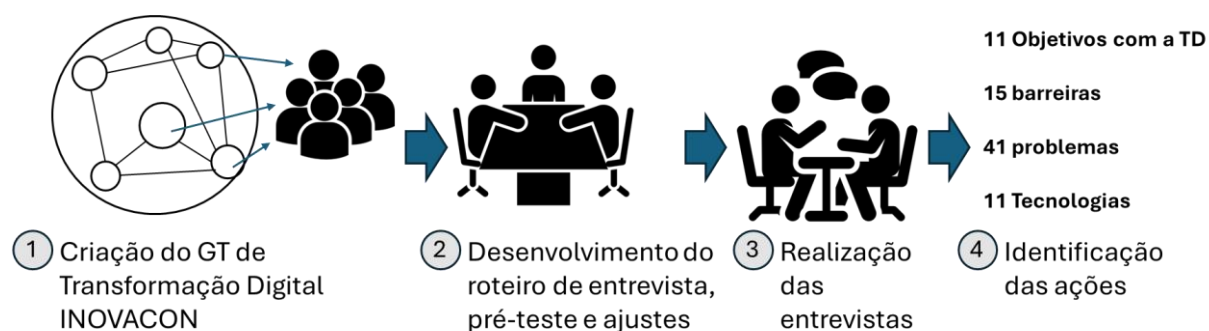 11 Objetivos com a TD
15 barreiras
41 problemas
11 Tecnologias
1 Criação do GT de
Transformação Digital
INOVACON
2 Desenvolvimento do
roteiro de entrevista,
pré-teste e ajustes
3 Realização
das
entrevistas
4 Identificação
das ações